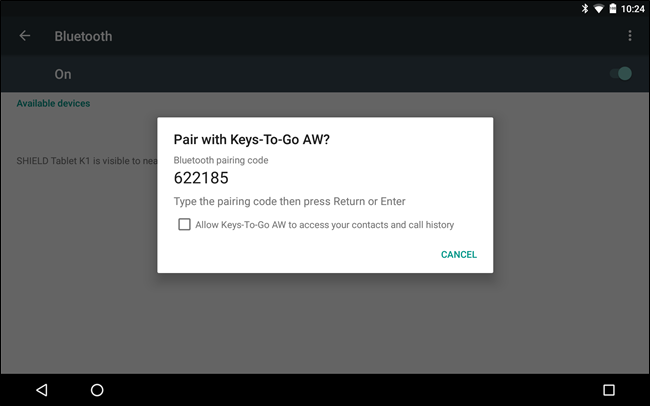 10:24
Bluetooth
On
Available devices
Pair with Keys-To-Go AW?
Bluetooth pairing code
622185
Type the pairing code then press Return or Enter
Allow Keys-To-Go AW to access your contacts and call history
CANCEL
SHIELD Tablet K1 is visible to nea